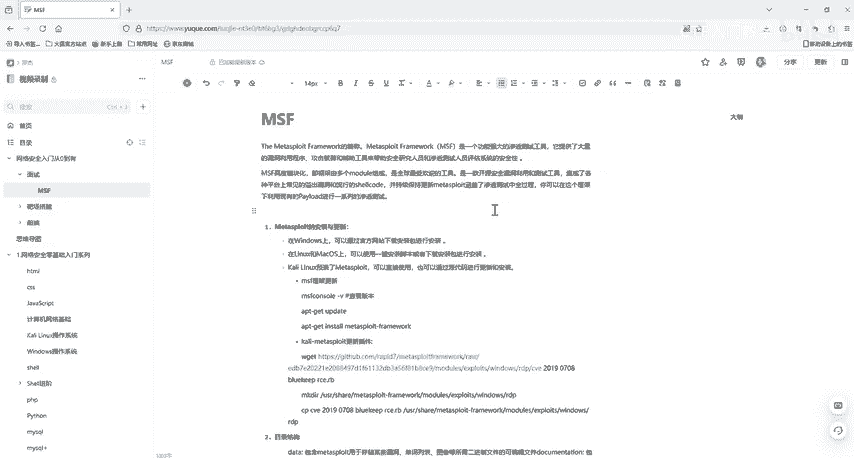 MSF
https://www.yuque.com/
导入书签...
火狐官方站点
新手上路
常用网址
京东商城
移动设备上的书签
MSF
分享
更新
视频录制
14px
搜索
Ctrl + J
首页
目录
网络安全入门/从0到有
面试
MSF
靶场搭建
思维导图
1.网络安全零基础入门系列
html
css
JavaScript
计算机网络基础
Kali Linux操作系统
Windows操作系统
shell
Shell进阶
php
Python
mysql
mysql+
MSF
大纲
The Metasploit Framework的简称。Metasploit Framework（MSF）是一个功能强大的渗透测试工具，它提供了大量
的漏洞利用程序、攻击载荷和辅助工具来帮助安全研究人员和渗透测试人员评估系统的安全性。
MSF高度模块化，即框架由多个module组成，是全球最受欢迎的工具。是一款开源安全漏洞利用和测试工具，集成了各
种平台上常见的溢出漏洞和流行的shellcode，并持续保持更新metasploit涵盖了渗透测试中全过程，你可以在这个框架
下利用现有的Payload进行一系列的渗透测试。
1. Metasploit的安装与更新：
在Windows上，可以通过官方网站下载安装包进行安装。
在Linux和MacOS上，可以使用一键安装脚本或者下载安装包进行安装。
Kali Linux预装了Metasploit，可以直接使用，也可以通过源代码进行更新和安装。
msf框架更新
msfconsole -v #查看版本
apt-get update
apt-get install metasploit-framework
kali-metasploit更新插件:
wget https://github.com/rapid7/metasploitframework/raw/
edb7e20221e2088497d1f61132db3a56f81b8ce9/modules/exploits/windows/rdp/cve 2019 0708
bluekeep rce.rb
mkdir /usr/share/metasploit-framework/modules/exploits/windows/rdp
cp cve 2019 0708 bluekeep rce.rb /usr/share/metasploit-framework/modules/exploits/windows/
rdp
2. 目录结构
data: 包含metasploit用于存储某些漏洞、单词列表、图像等所需二进制文件的可编辑文件documentation: 包